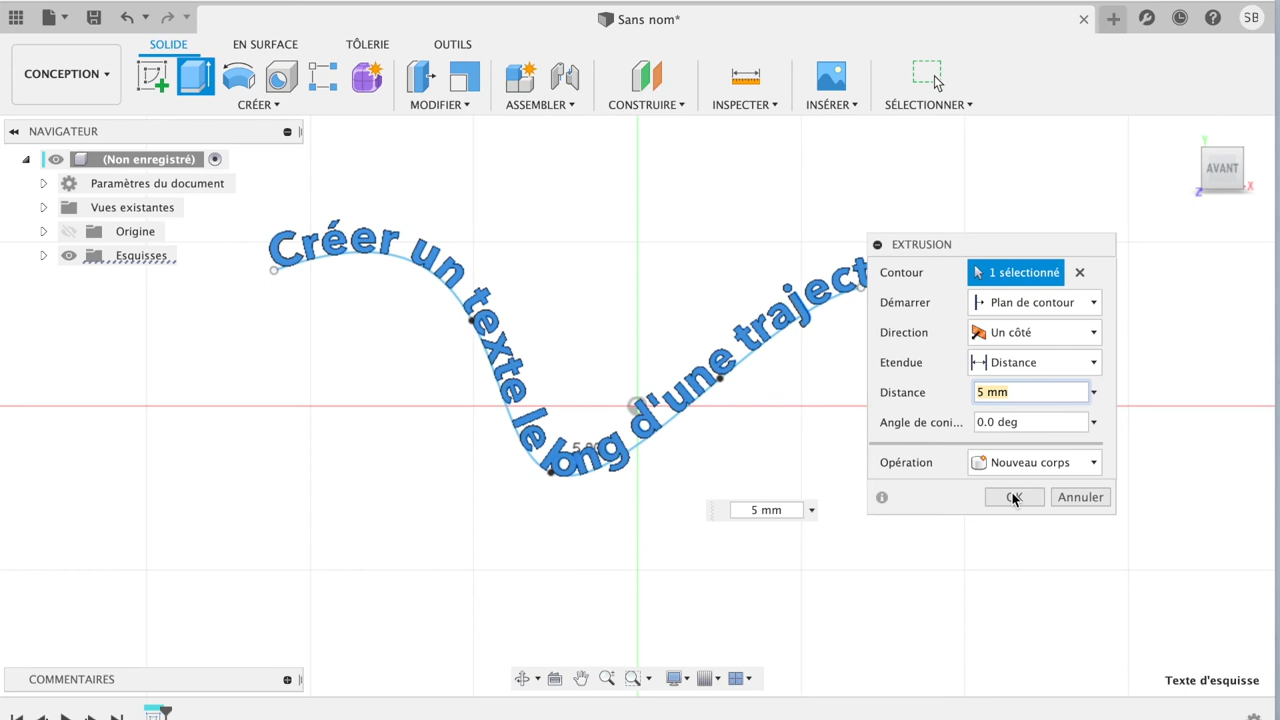 Sans nom*
SB
CONCEPTION
SOLIDE
EN SURFACE
TÔLERIE
OUTILS
CRÉER
MODIFIER
ASSEMBLER
CONSTRUIRE
INSPECTER
INSÉRER
SÉLECTIONNER
NAVIGATEUR
(Non enregistré)
Paramètres du document
Vues existantes
Origine
Esquisses
Créer un texte le long d'une traject
AVANT
Y
X
Z
EXTRUSION
Contour
1 sélectionné
Démarrer
Plan de contour
Direction
Un côté
Etendue
Distance
Distance
5 mm
Angle de coni...
0.0 deg
Opération
Nouveau corps
OK
Annuler
5 mm
COMMENTAIRES
Texte d'esquisse